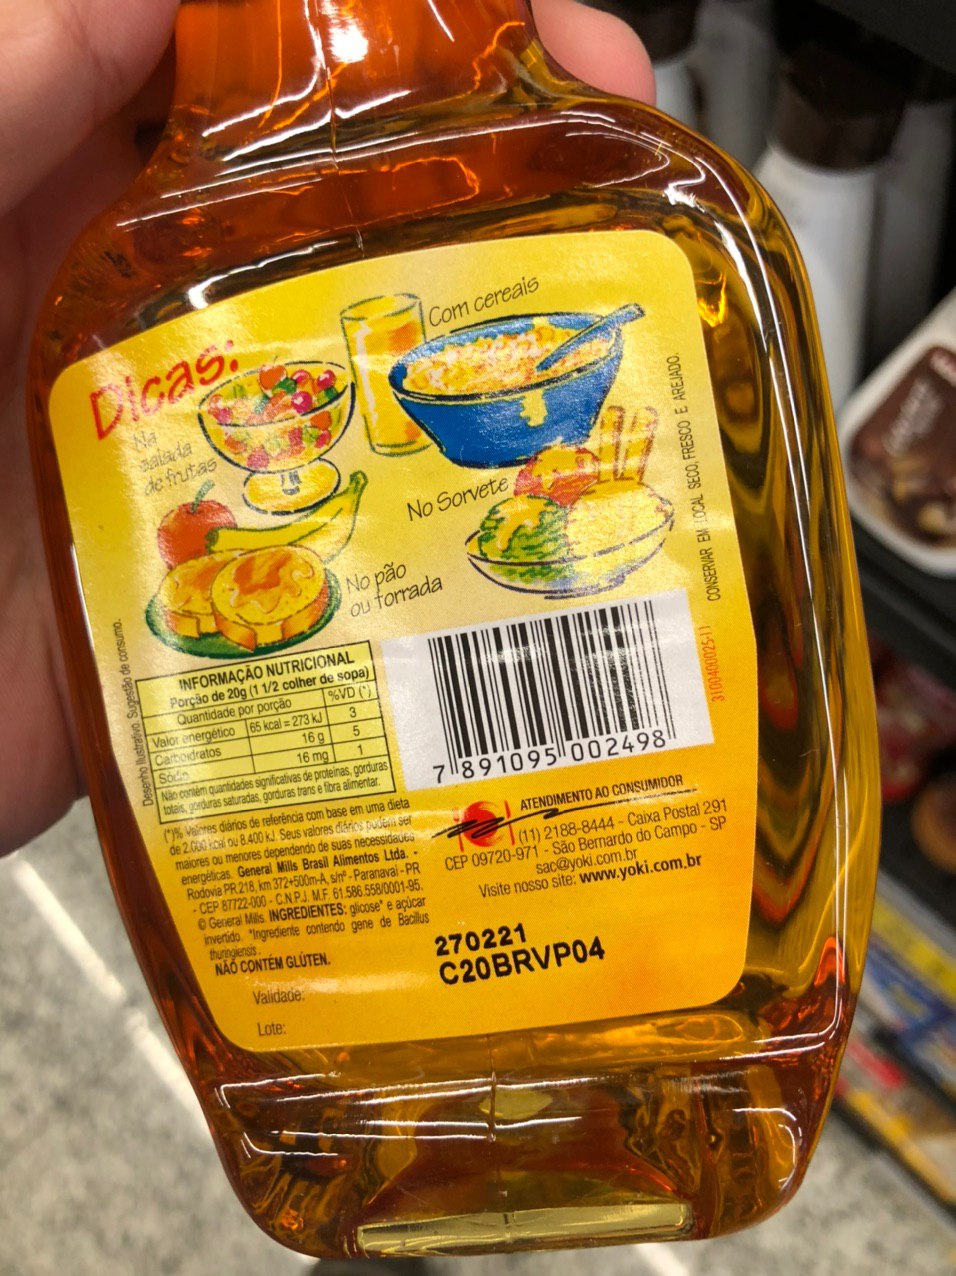 Dicas:
Na
salada
de frutas
Com cereais
No Sorvete
No pão
ou torrada
CONSERVAR EM LOCAL SECO, FRESCO E AREJADO.
3100400025-11
Desenho Ilustrativo. Sugestão de consumo.
INFORMAÇÃO NUTRICIONAL
Porção de 20g (1 1/2 colher de sopa)
Quantidade por porção %VD (*)
Valor energético 65 kcal = 273 kJ 3
Carboidratos 16 g 5
Sódio 16 mg 1
Não contém quantidades significativas de proteínas, gorduras
totais, gorduras saturadas, gorduras trans e fibra alimentar.
(*)% Valores diários de referência com base em uma dieta
de 2.000 kcal ou 8.400 kJ. Seus valores diários podem ser
maiores ou menores dependendo de suas necessidades
energéticas. General Mills Brasil Alimentos Ltda. -
Rodovia PR 218, km 372+500m-A, s/nº - Paranavaí - PR
- CEP 87722-000 - C.N.P.J. M.F. 61.586.558/0001-95.
© General Mills. INGREDIENTES: glicose* e açúcar
invertido. *Ingrediente contendo gene de Bacillus
thuringiensis.
NÃO CONTÉM GLÚTEN.
7 891095 002498
ATENDIMENTO AO CONSUMIDOR
(11) 2188-8444 - Caixa Postal 291
CEP 09720-971 - São Bernardo do Campo - SP
sac@yoki.com.br
Visite nosso site: www.yoki.com.br
270221
C20BRVP04
Validade:
Lote: